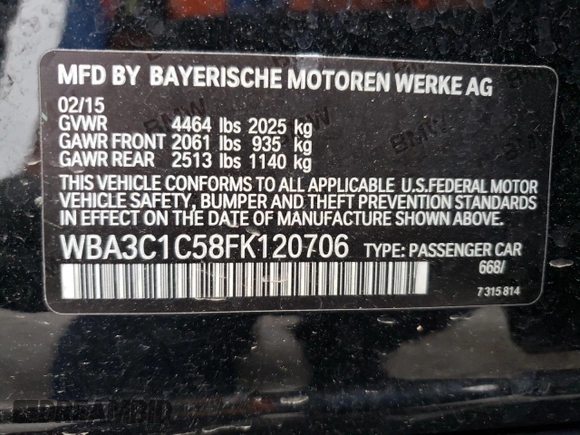 MFD BY BAYERISCHE MOTOREN WERKE AG
02/15
GVWR 4464 lbs 2025 kg
GAWR FRONT 2061 lbs 935 kg
GAWR REAR 2513 lbs 1140 kg
THIS VEHICLE CONFORMS TO ALL APPLICABLE U.S.FEDERAL MOTOR
VEHICLE SAFETY, BUMPER AND THEFT PREVENTION STANDARDS
IN EFFECT ON THE DATE OF MANUFACTURE SHOWN ABOVE.
WBA3C1C58FK120706 TYPE: PASSENGER CAR
668/
7 315 814